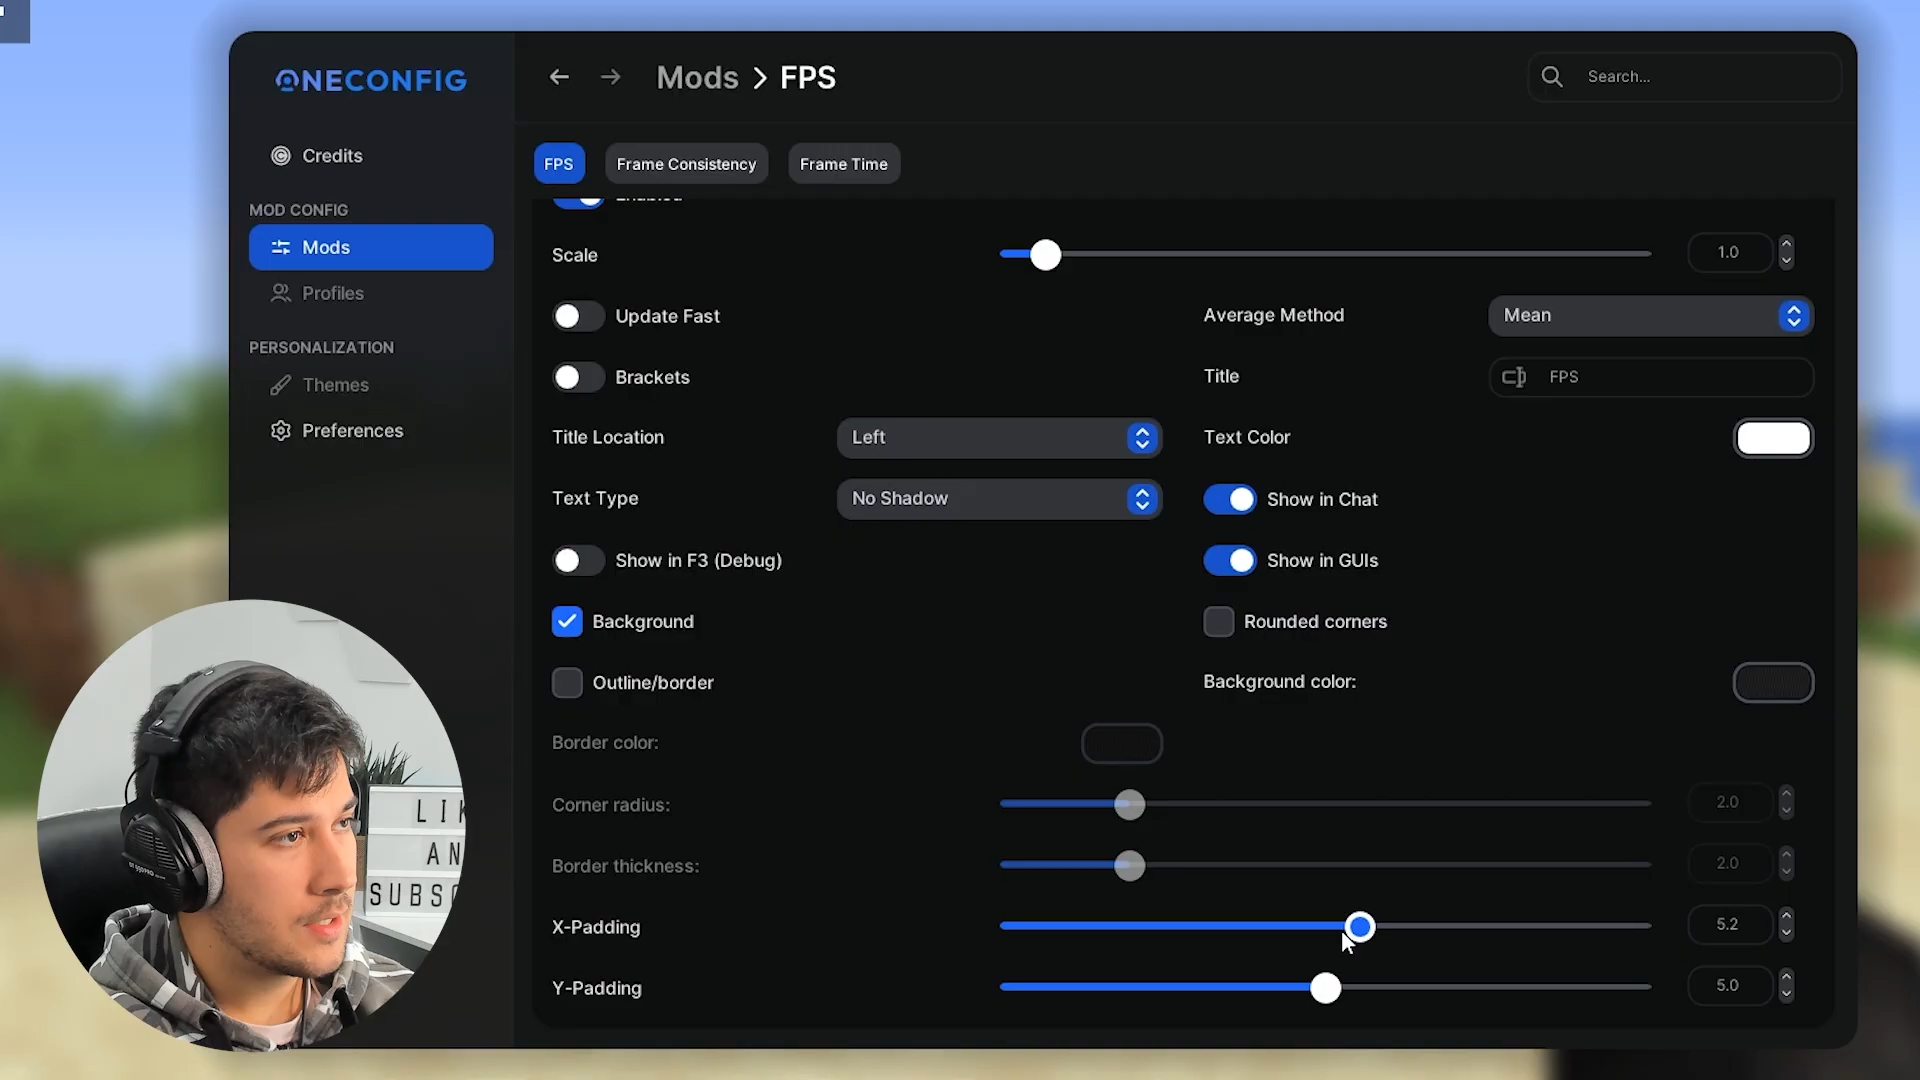 ONECONFIG
Mods > FPS
Search...
Credits
FPS
Frame Consistency
Frame Time
MOD CONFIG
Mods
Profiles
PERSONALIZATION
Themes
Preferences
Enabled
Scale
1.0
Update Fast
Average Method
Mean
Brackets
Title
FPS
Title Location
Left
Text Color
Text Type
No Shadow
Show in Chat
Show in F3 (Debug)
Show in GUIs
Background
Rounded corners
Outline/border
Background color:
Border color:
Corner radius:
2.0
Border thickness:
2.0
X-Padding
5.2
Y-Padding
5.0
LI
AN
SUBSC